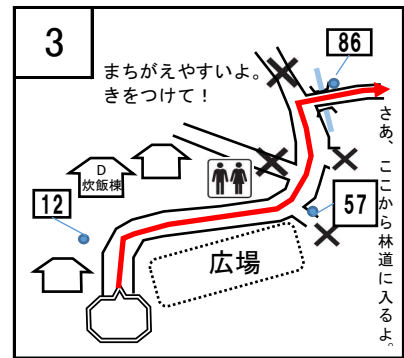 3
まちがえやすいよ。
きをつけて！
86
D
炊飯棟
12
57
広場
さあ、ここから林道に入るよ。